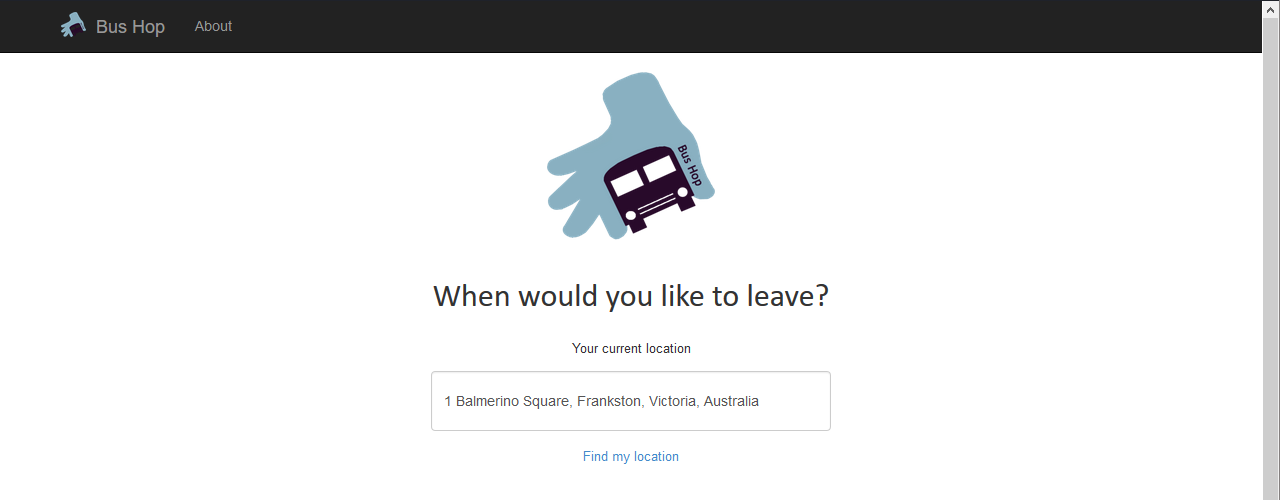 Bus Hop About
Bus Hop
When would you like to leave?
Your current location
1 Balmerino Square, Frankston, Victoria, Australia
Find my location